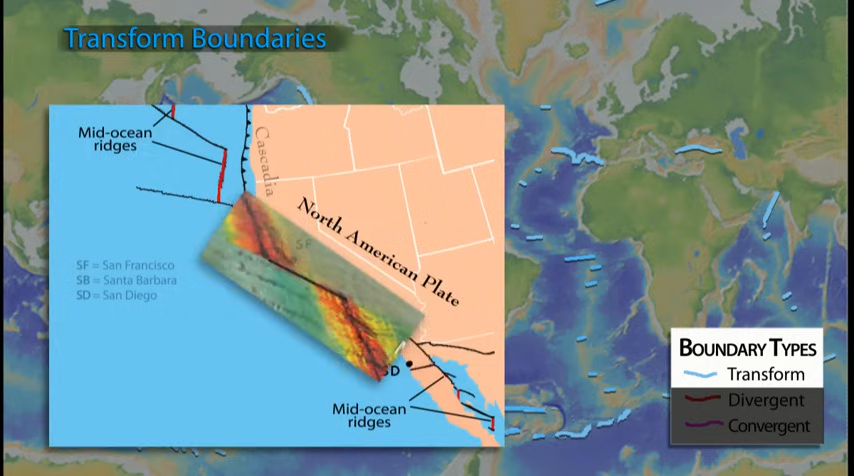 Transform Boundaries
Mid-ocean
ridges
Cascadia
North American Plate
SF
SF = San Francisco
SB = Santa Barbara
SD = San Diego
SD
Mid-ocean
ridges
BOUNDARY TYPES
Transform
Divergent
Convergent